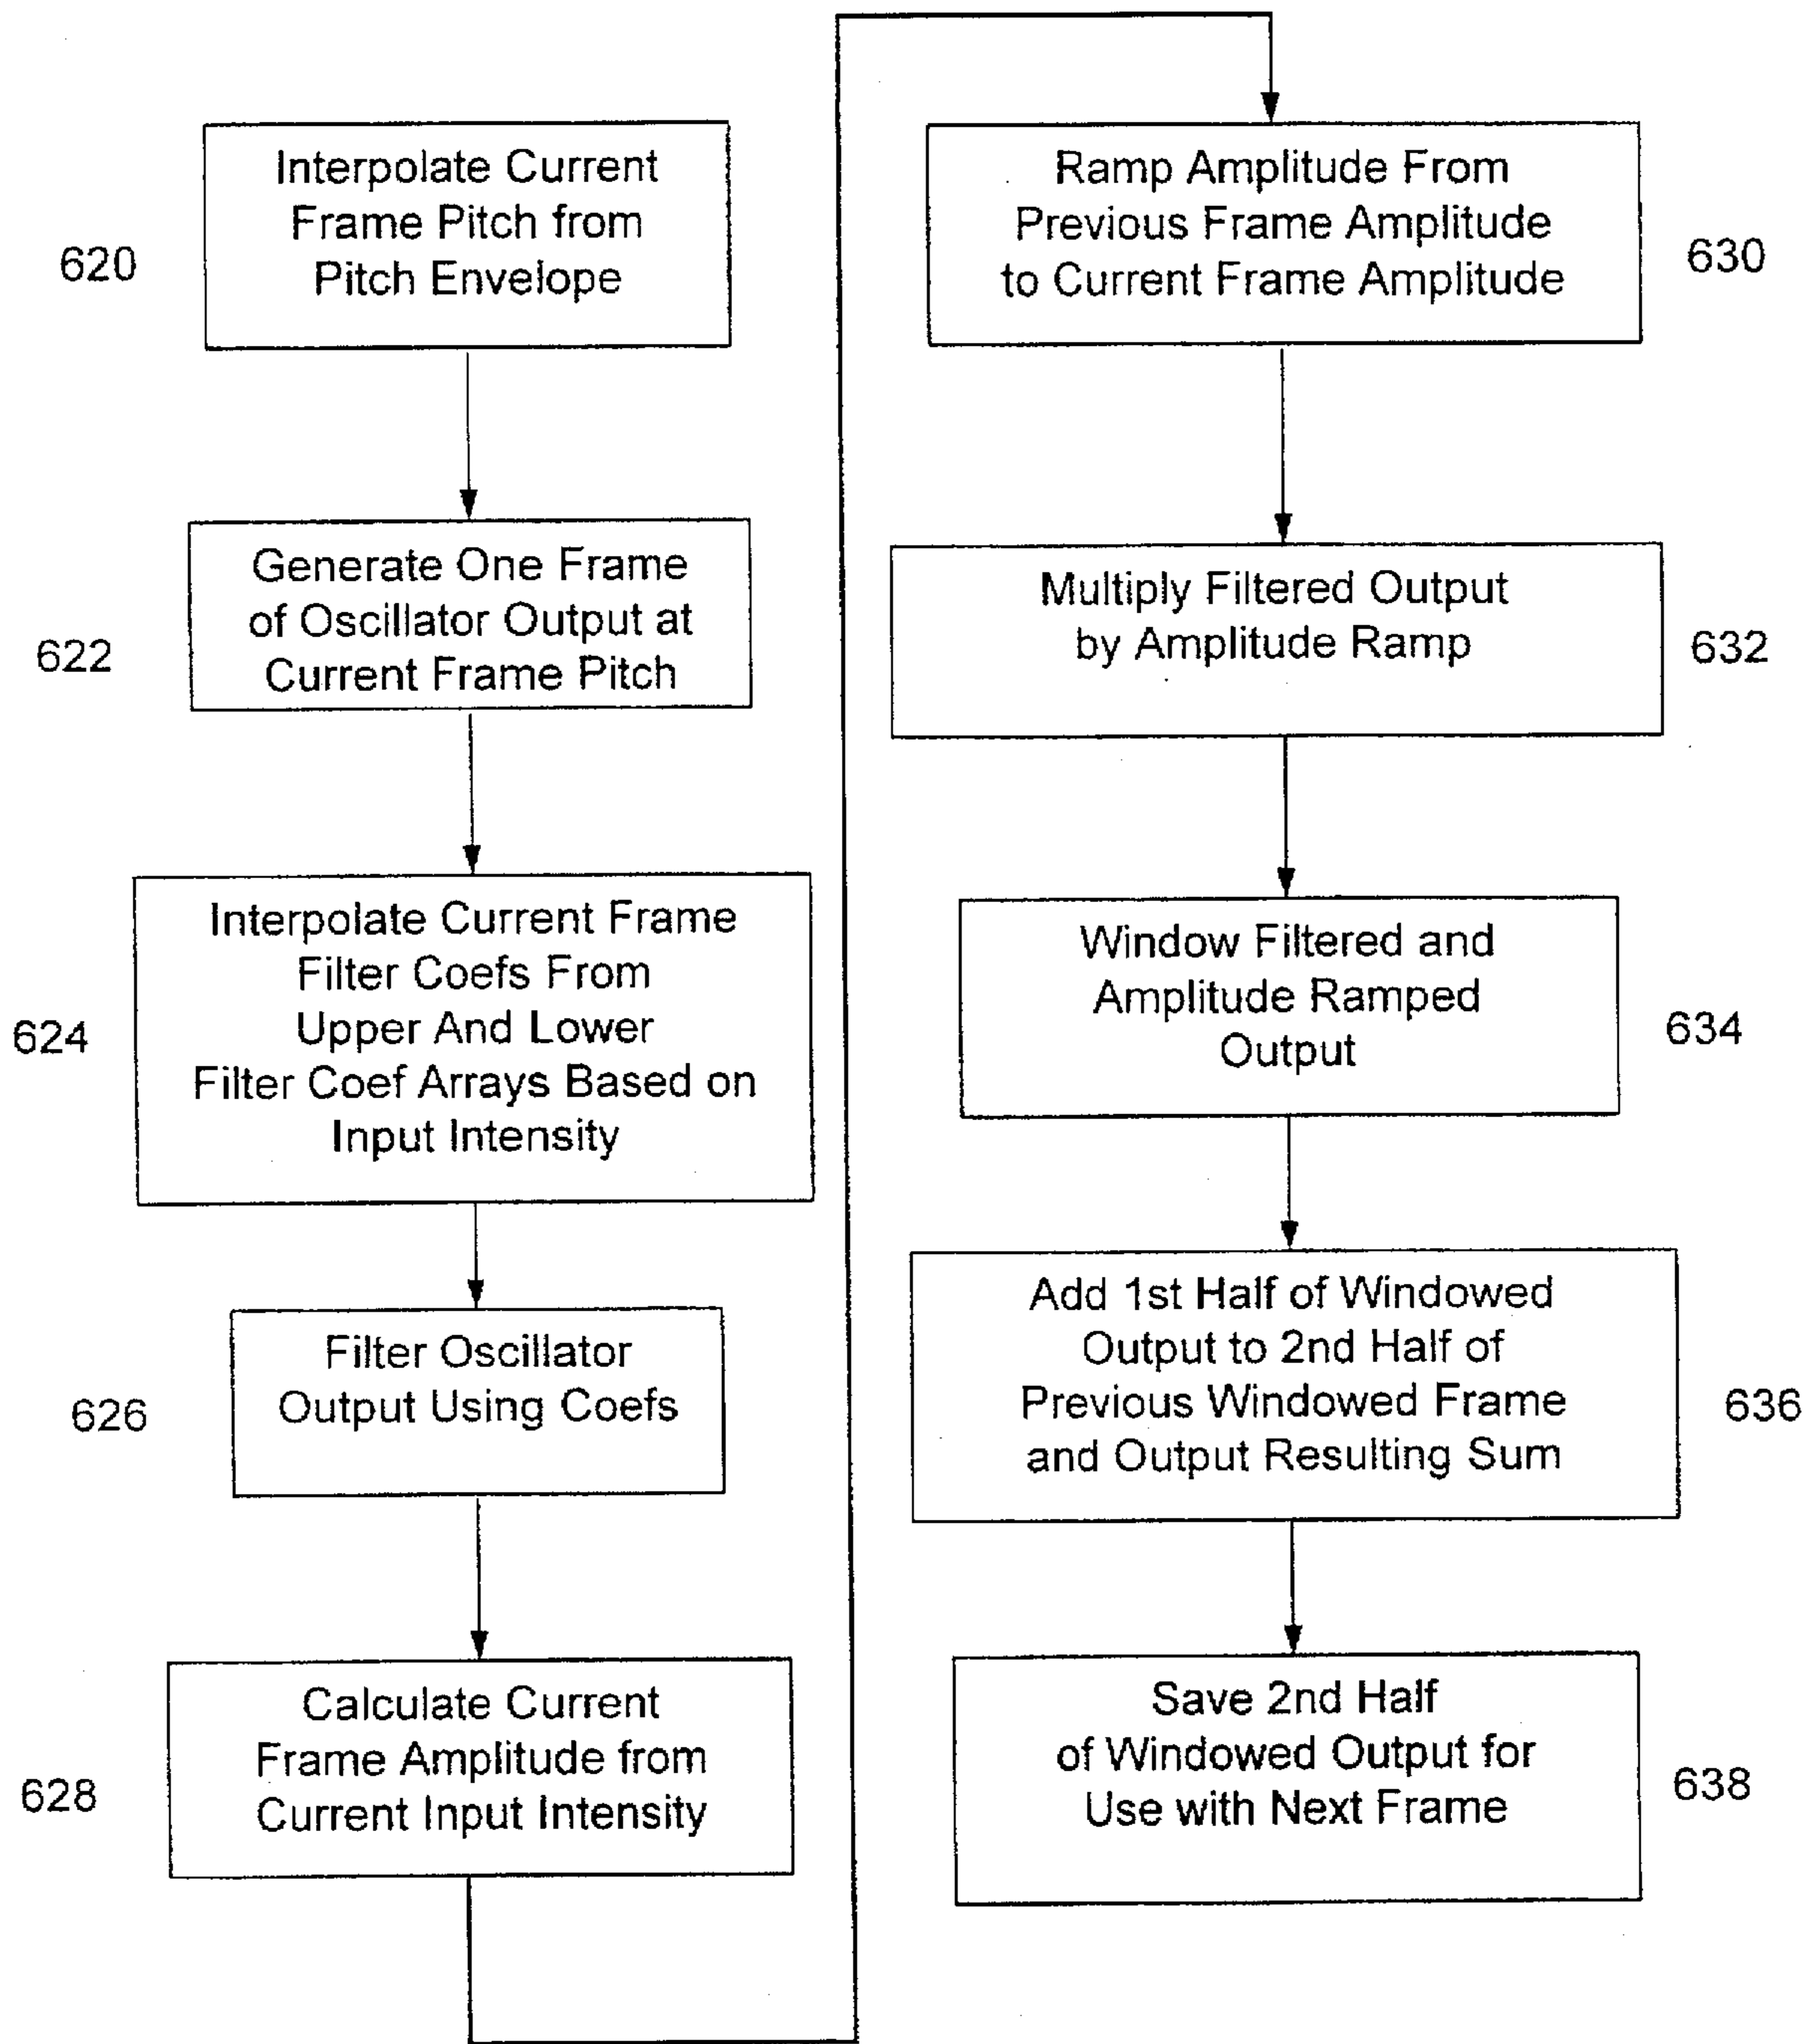 Interpolate Current
Frame Pitch from
Pitch Envelope
620
Generate One Frame
of Oscillator Output at
Current Frame Pitch
622
Interpolate Current Frame
Filter Coefs From
Upper And Lower
Filter Coef Arrays Based on
Input Intensity
624
Filter Oscillator
Output Using Coefs
626
Calculate Current
Frame Amplitude from
Current Input Intensity
628
Ramp Amplitude From
Previous Frame Amplitude
to Current Frame Amplitude
630
Multiply Filtered Output
by Amplitude Ramp
632
Window Filtered and
Amplitude Ramped
Output
634
Add 1st Half of Windowed
Output to 2nd Half of
Previous Windowed Frame
and Output Resulting Sum
636
Save 2nd Half
of Windowed Output for
Use with Next Frame
638